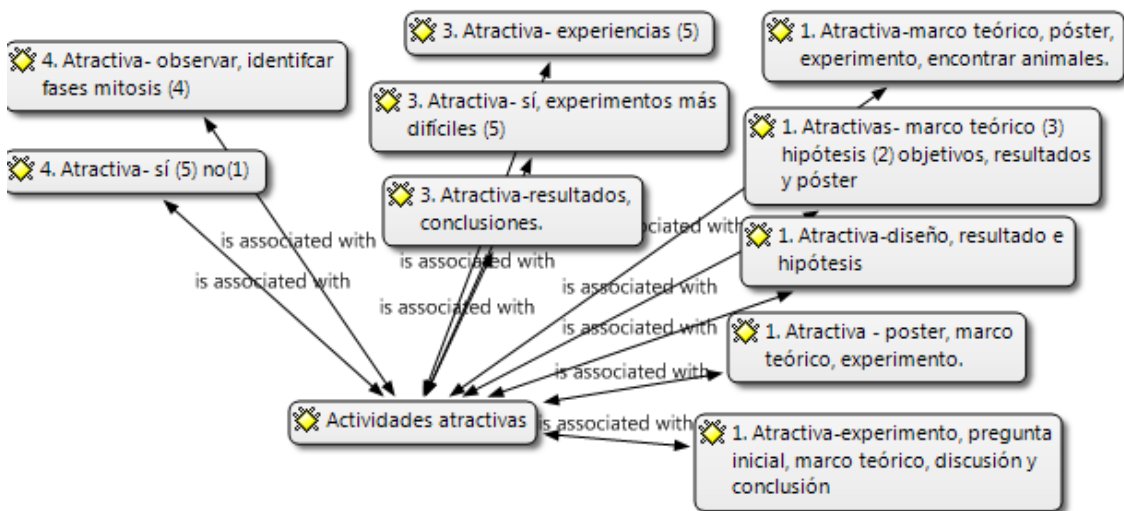 3. Atractiva- experiencias (5)
1. Atractiva-marco teórico, póster,
experimento, encontrar animales.
4. Atractiva- observar, identifcar
fases mitosis (4)
3. Atractiva- sí, experimentos más
difíciles (5)
1. Atractivas- marco teórico (3)
hipótesis (2) objetivos, resultados
y póster
4. Atractiva- sí (5) no(1)
3. Atractiva-resultados,
conclusiones.
1. Atractiva-diseño, resultado e
hipótesis
is associated with
is associated with
associated with
is associated with
is associated with
is associated with
is associated with
1. Atractiva - poster, marco
teórico, experimento.
is associated with
is associated with
Actividades atractivas
1. Atractiva-experimento, pregunta
inicial, marco teórico, discusión y
conclusión